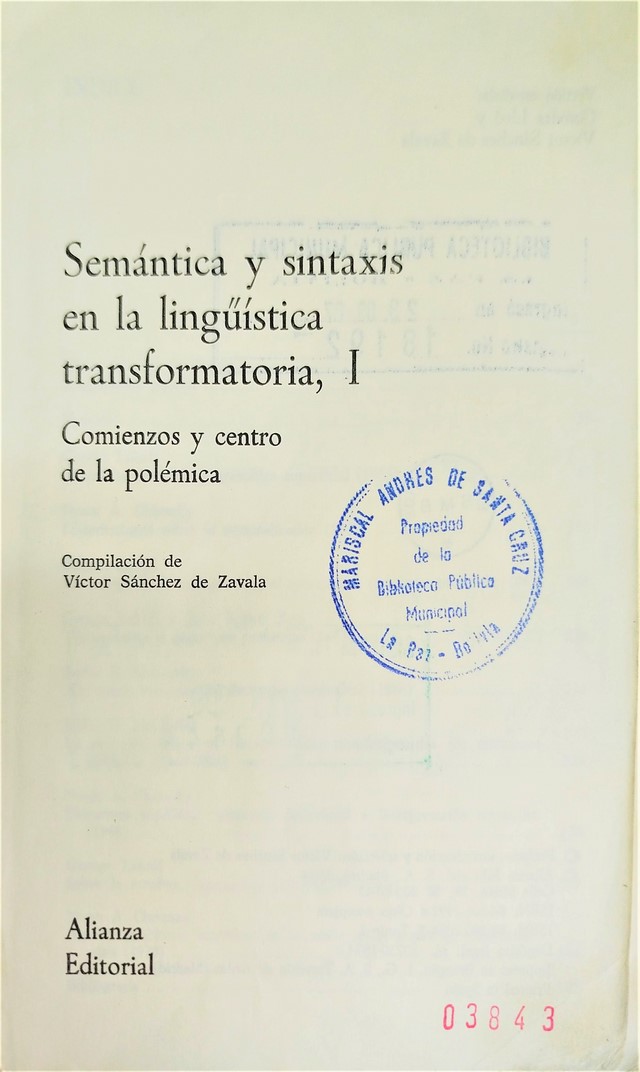 Semántica y sintaxis
en la lingüística
transformatoria, I
Comienzos y centro
de la polémica
Compilación de
Víctor Sánchez de Zavala
MARISCAL ANDRES DE SANTA CRUZ
Propiedad
de la
Biblioteca Pública
Municipal
La Paz - Bolivia
Alianza
Editorial
03843